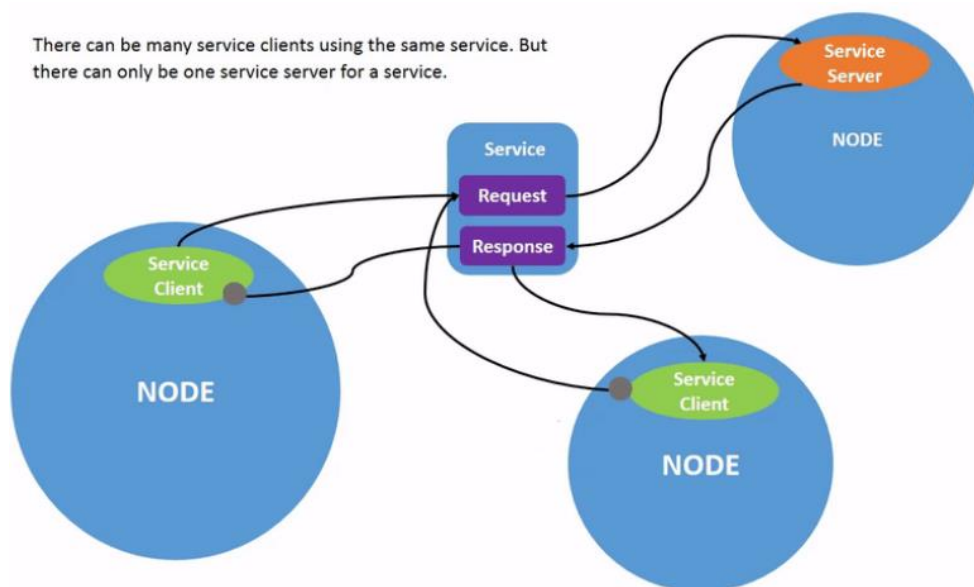 There can be many service clients using the same service. But
there can only be one service server for a service.
Service
Server
NODE
Service
Request
Response
Service
Client
NODE
Service
Client
NODE